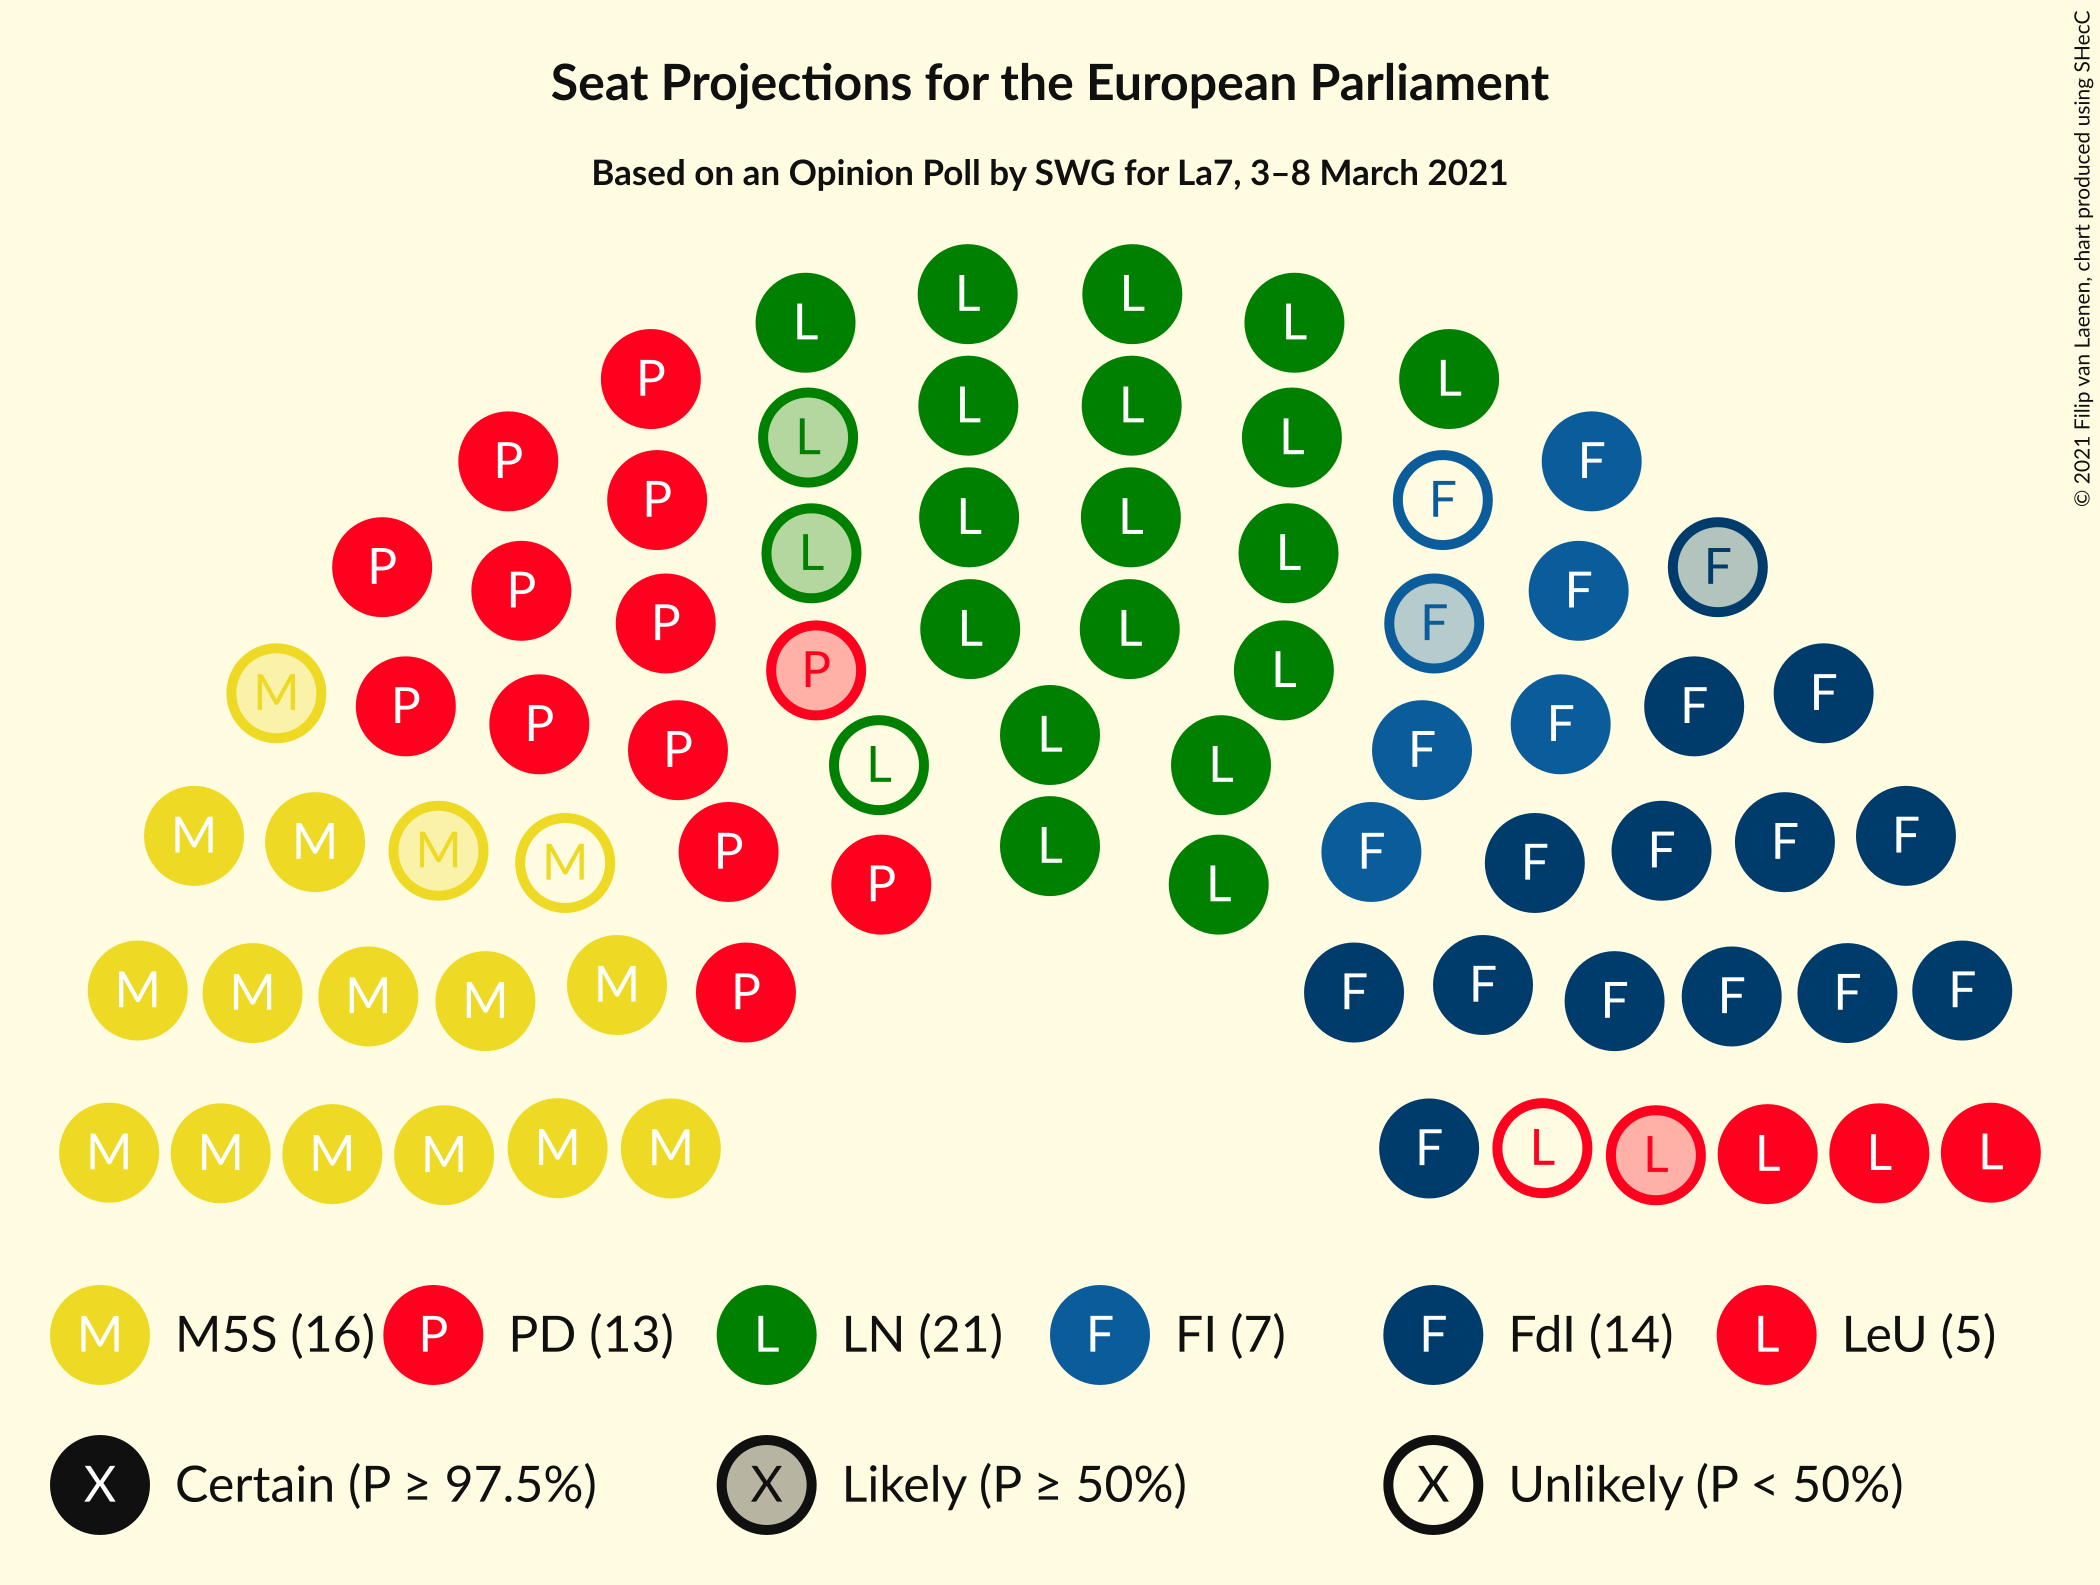 Seat Projections for the European Parliament
Based on an Opinion Poll by SWG for La7, 3–8 March 2021
© 2021 Filip van Laenen, chart produced using SHecC
L L
L L
P L
L L
L L
L L
P F
P F
L L
P F
L L
P F
P F
L L
P F
L L
M F
P F
P L
P F
L
P F
L L
M M F F
M M P F F F
L
P L
M M M M M P F F F F F F
M M M M M M F L L L L L
M M5S (16) P PD (13) L LN (21) F FI (7) F FdI (14) L LeU (5)
X Certain (P ≥ 97.5%) X Likely (P ≥ 50%) X Unlikely (P < 50%)